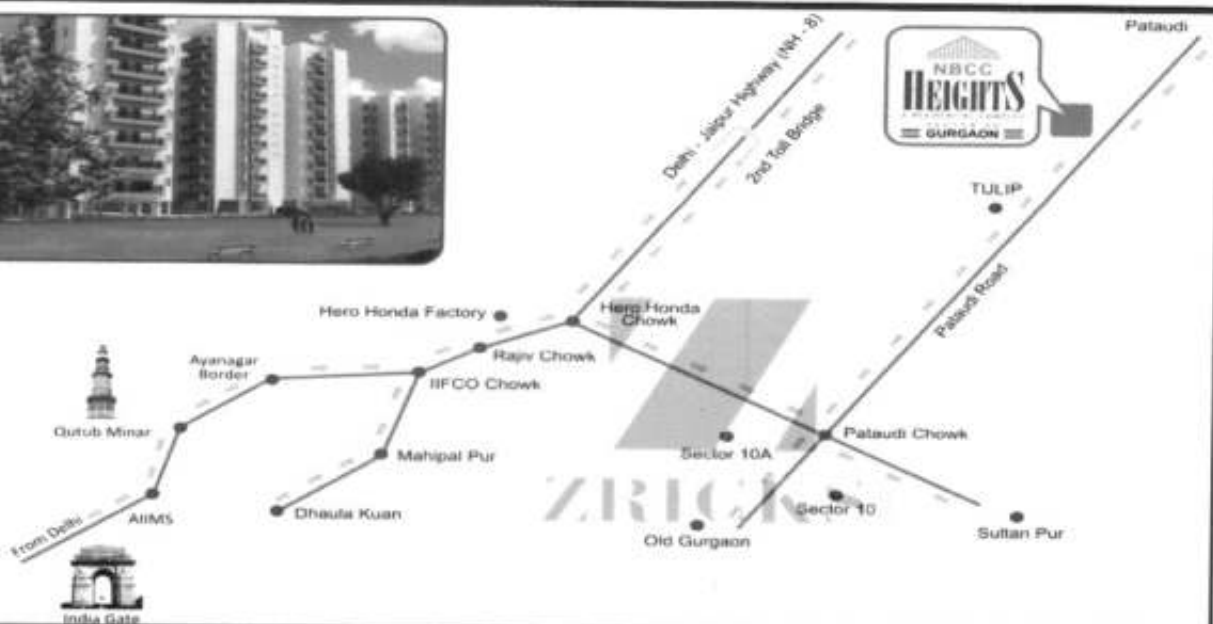 Pataudi
Delhi - Jaipur Highway (NH - 8)
2nd Toll Bridge
NBCC
HEIGHTS
GURGAON
TULIP
Pataudi Road
Hero Honda Factory
Hero Honda
Chowk
Rajiv Chowk
Ayanagar
Border
IIFCO Chowk
Qutub Minar
Mahipal Pur
Pataudi Chowk
Sector 10A
AIIMS
Dhaula Kuan
ZRICKS
Sector 10
Old Gurgaon
Sultan Pur
From Delhi
India Gate